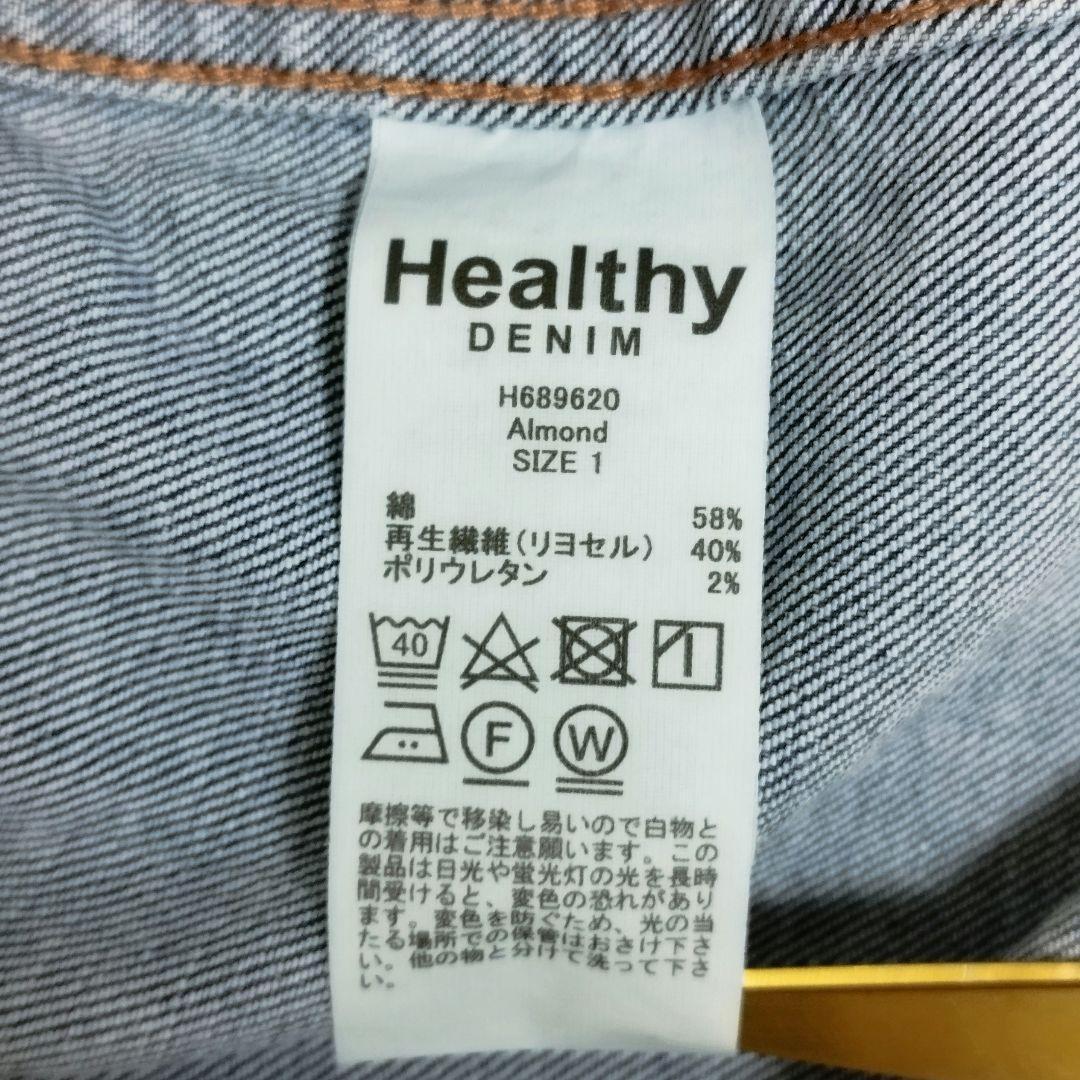 Healthy
DENIM
H689620
Almond
SIZE 1
綿 58%
再生繊維(リヨセル) 40%
ポリウレタン 2%
40
F W
摩擦等で移染し易いので白物と
の着用はご注意願います。この
製品は日光や蛍光灯の光を長時
間受けると、変色の恐れがあり
ます。変色を防ぐため、光の当
たる場所での保管はおさけ下さ
い。他の物と分けて洗って下さ
い。